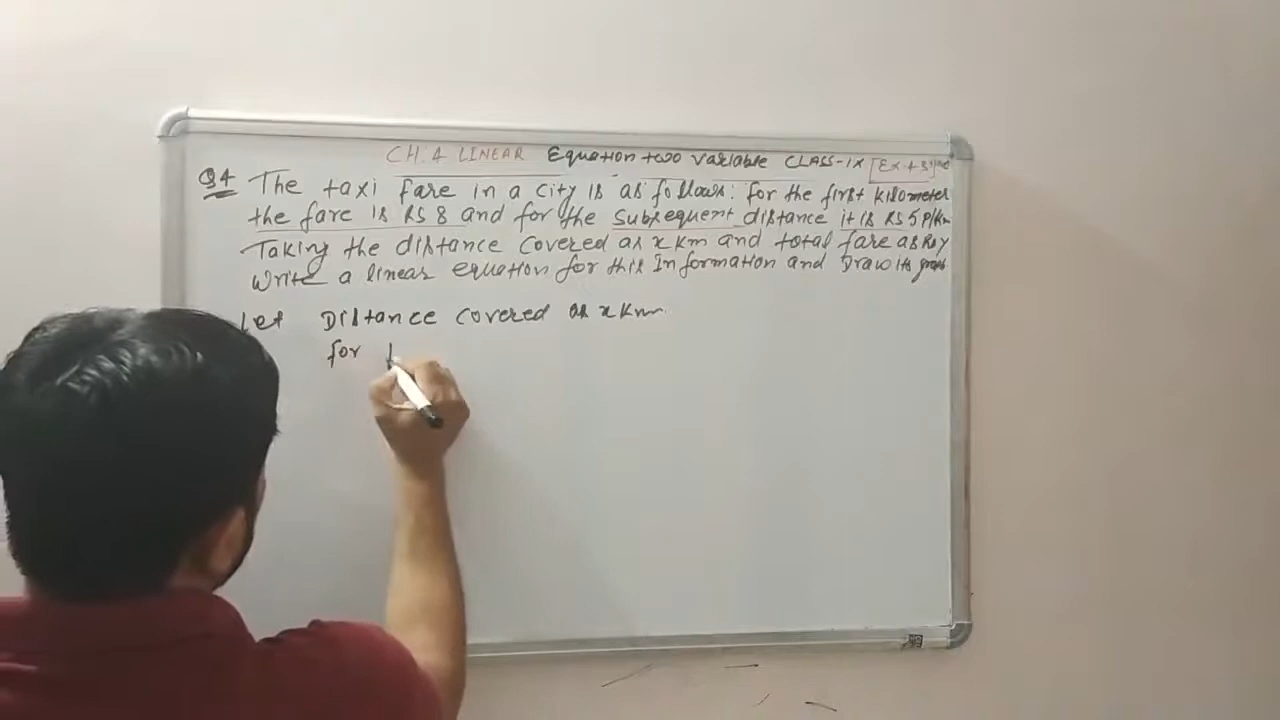 CH.4 LINEAR Equation two variable CLASS-IX [Ex 4.3]
Q4 The taxi fare in a city is as follows: for the first kilometer
the fare is RS 8 and for the subsequent distance it is RS 5 P/Km
Taking the distance covered as x km and total fare as RS y
Write a linear equation for this Information and Draw its graph
Let Distance covered as x Km
for